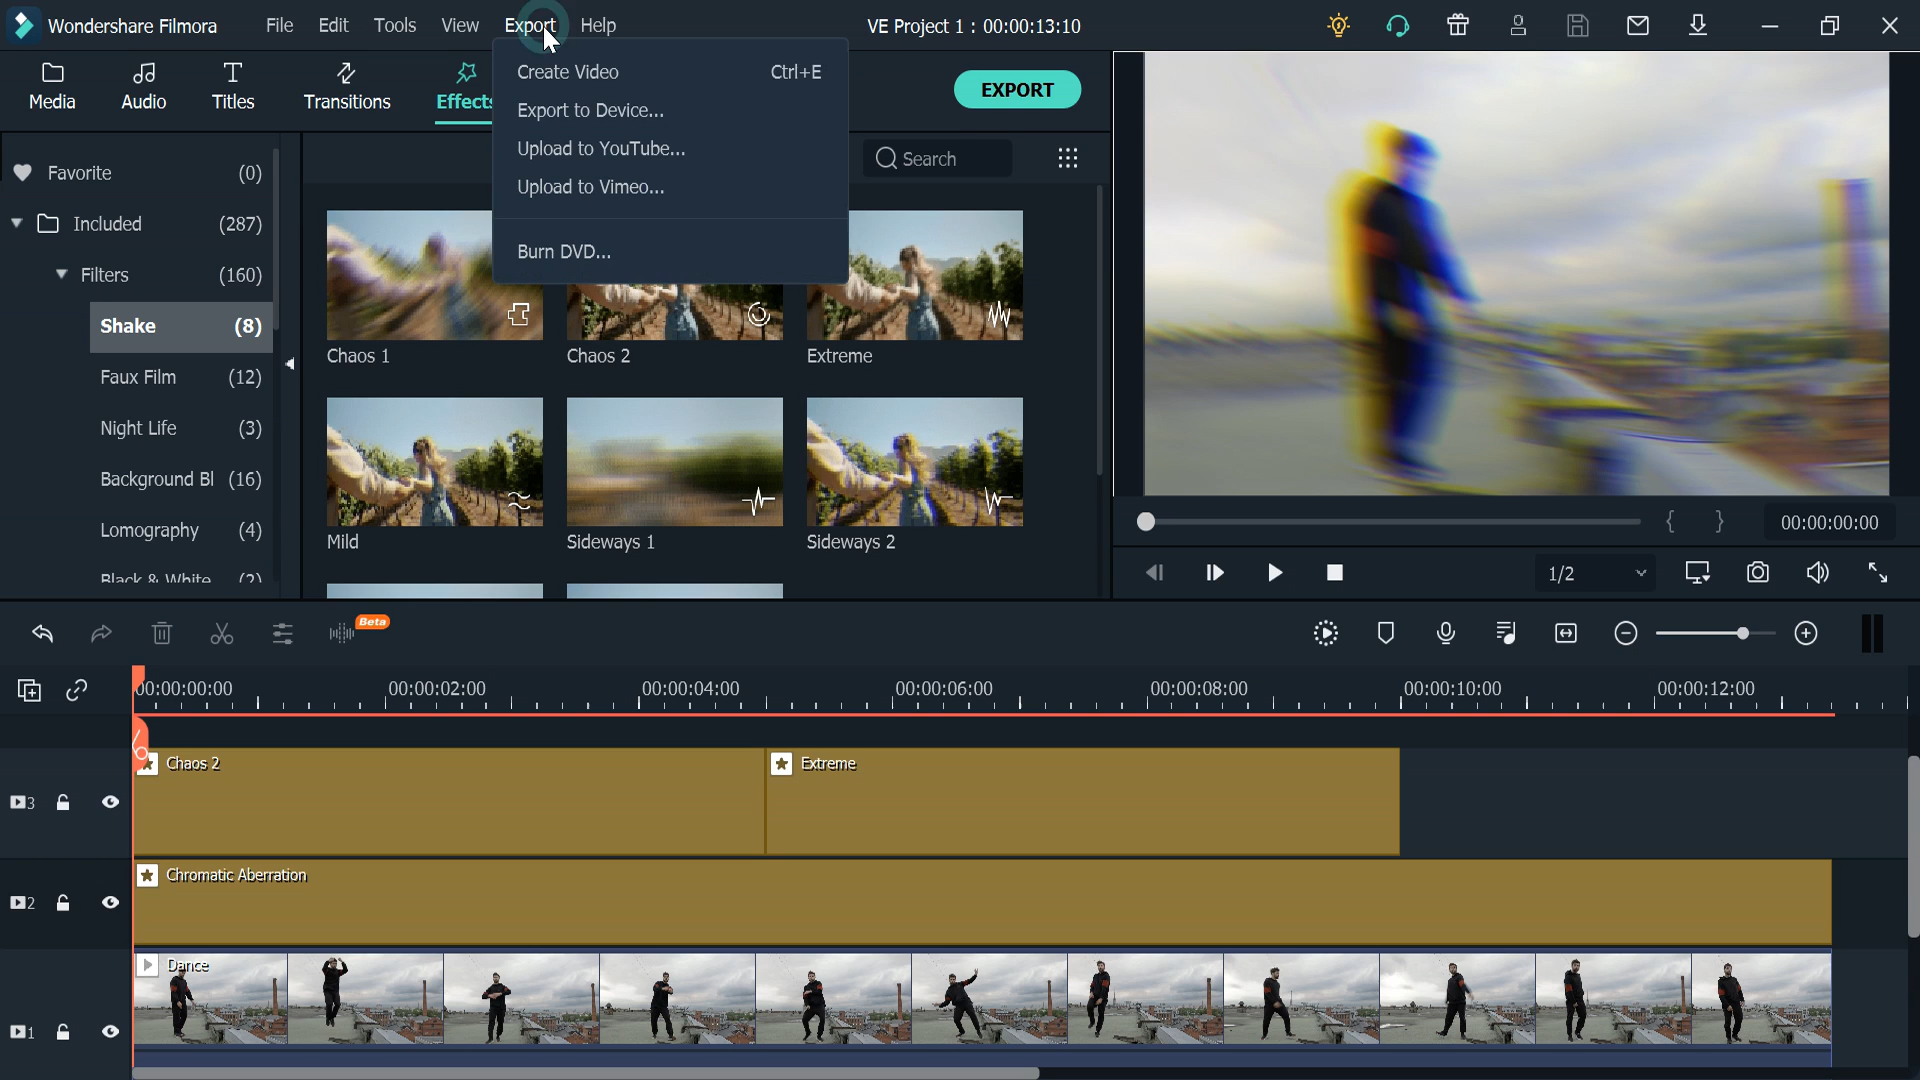 Wondershare Filmora File Edit Tools View Export Help VE Project 1 : 00:00:13:10
Media Audio Titles Transitions Effects EXPORT
Create Video Ctrl+E
Export to Device...
Upload to YouTube...
Upload to Vimeo...
Burn DVD...
Search
Favorite (0)
Included (287)
Filters (160)
Shake (8)
Faux Film (12)
Night Life (3)
Background Bl (16)
Lomography (4)
Black & White (2)
Chaos 1 Chaos 2 Extreme
Mild Sideways 1 Sideways 2
00:00:00:00
1/2
Beta
00:00:00:00 00:00:02:00 00:00:04:00 00:00:06:00 00:00:08:00 00:00:10:00 00:00:12:00
3 Chaos 2 Extreme
2 Chromatic Aberration
1 Dance